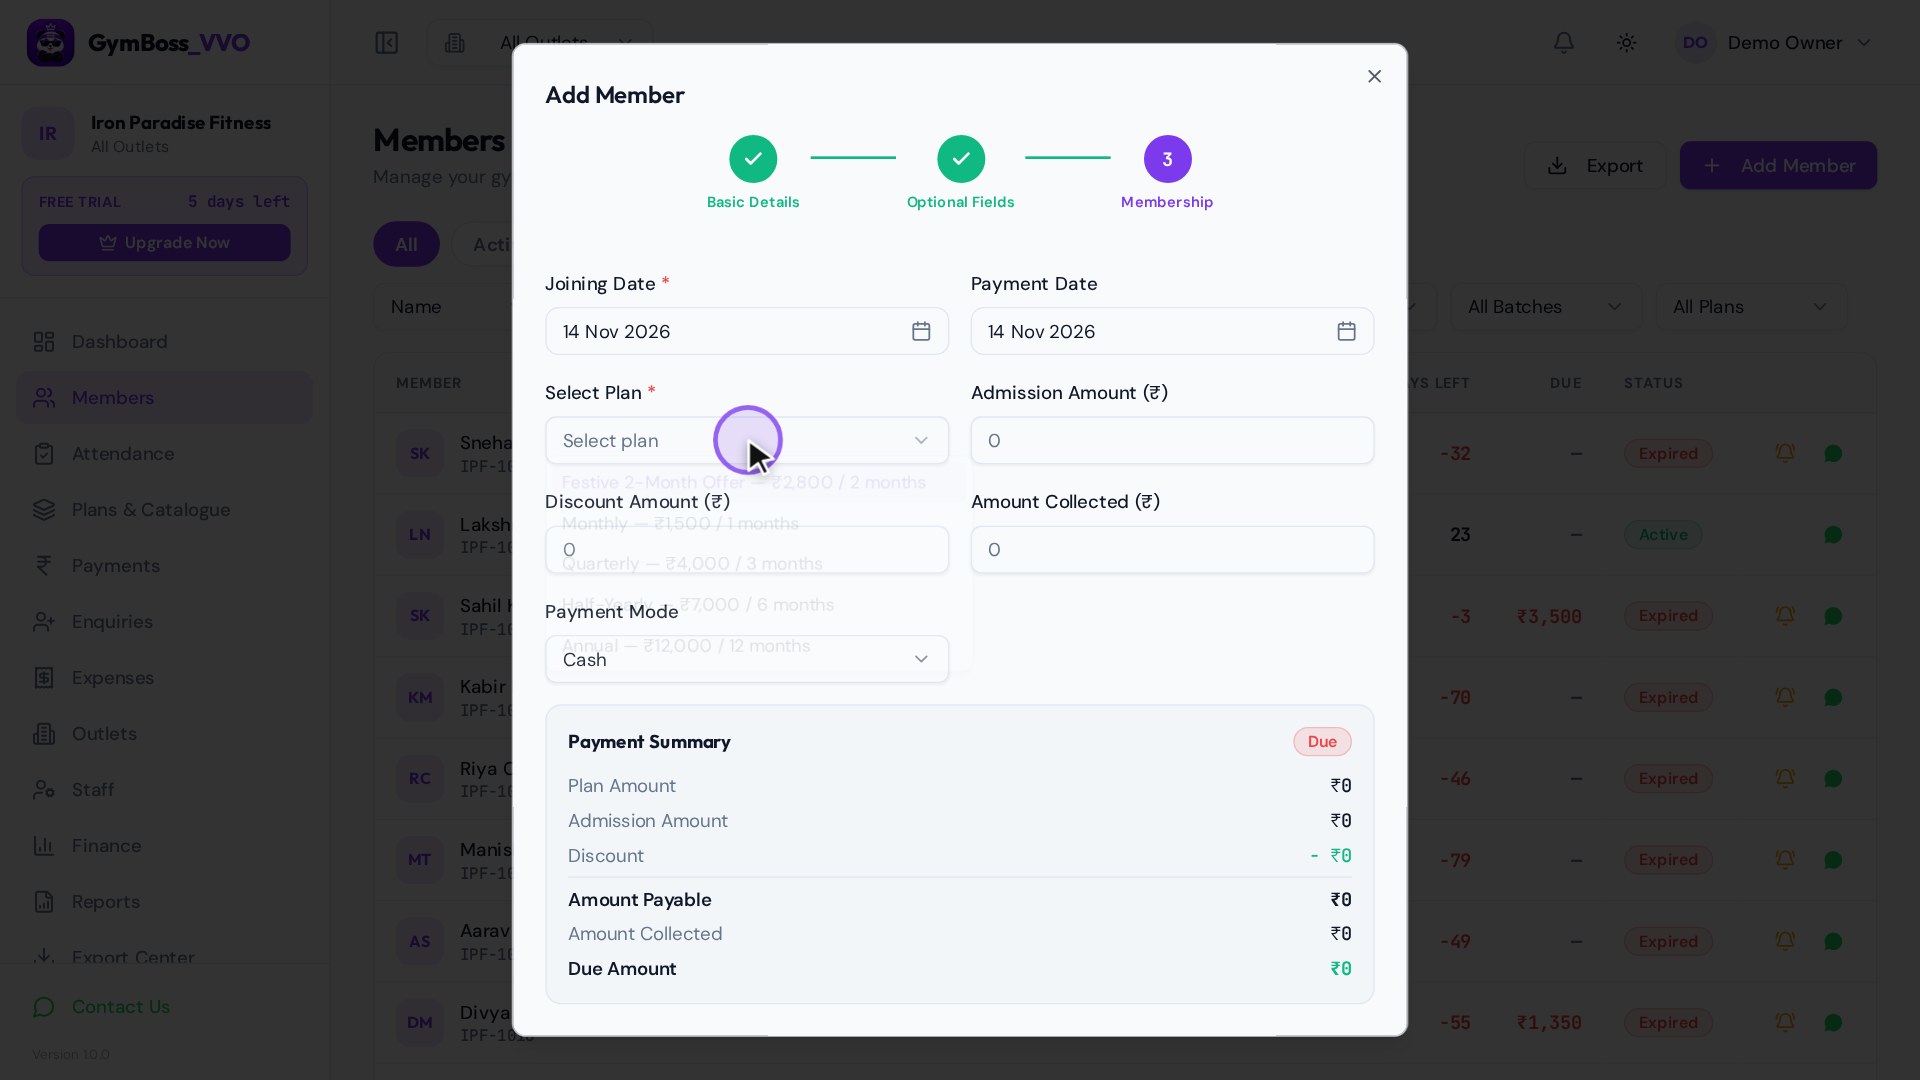 GymBoss_VVO
All Outlets
DO
Demo Owner
IR
Iron Paradise Fitness
All Outlets
FREE TRIAL
5 days left
Upgrade Now
Dashboard
Members
Attendance
Plans & Catalogue
Payments
Enquiries
Expenses
Outlets
Staff
Finance
Reports
Export Center
Contact Us
Version 1.0.0
Members
Manage your gy
Export
Add Member
All
Name
All Batches
All Plans
MEMBER
LEFT
DUE
STATUS
SK
Sneha
-32
—
Expired
LN
23
—
Active
SK
Sahil
-3
₹3,500
Expired
KM
Kabir
-70
—
Expired
RC
Riya
-46
—
Expired
MT
-79
—
Expired
AS
Aarav
-49
—
Expired
DM
Divya
-55
₹1,350
Expired
Add Member
Basic Details
Optional Fields
3
Membership
Joining Date *
14 Nov 2026
Payment Date
14 Nov 2026
Select Plan *
Select plan
Admission Amount (₹)
0
Festive 2-Month Offer — ₹2,800 / 2 months
Discount Amount (₹)
Monthly — ₹1,500 / 1 months
0
Quarterly — ₹4,000 / 3 months
Half-Yearly — ₹7,000 / 6 months
Annual — ₹12,000 / 12 months
Amount Collected (₹)
0
Payment Mode
Cash
Payment Summary
Due
Plan Amount
₹0
Admission Amount
₹0
Discount
- ₹0
Amount Payable
₹0
Amount Collected
₹0
Due Amount
₹0